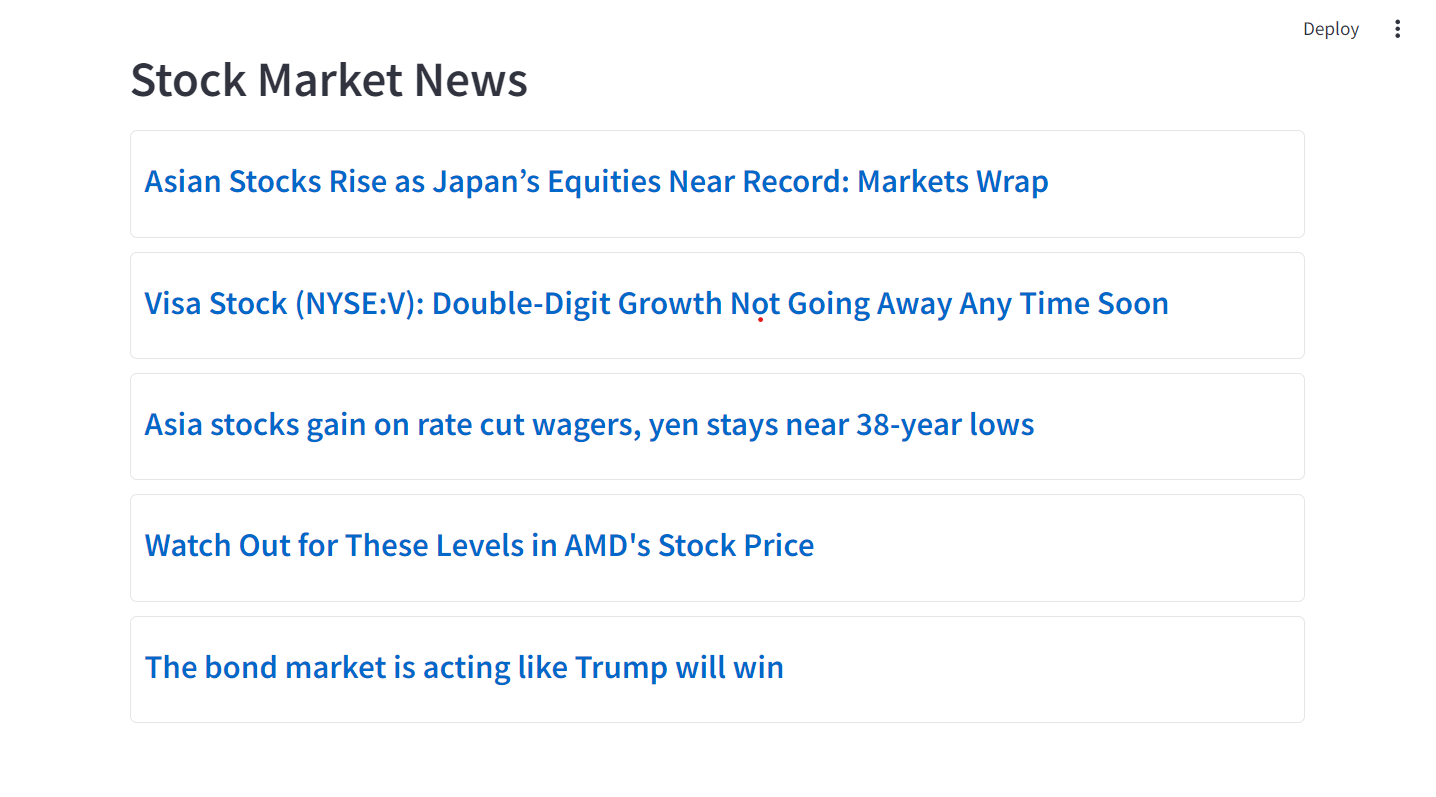 Deploy
Stock Market News
Asian Stocks Rise as Japan’s Equities Near Record: Markets Wrap
Visa Stock (NYSE:V): Double-Digit Growth Not Going Away Any Time Soon
Asia stocks gain on rate cut wagers, yen stays near 38-year lows
Watch Out for These Levels in AMD's Stock Price
The bond market is acting like Trump will win